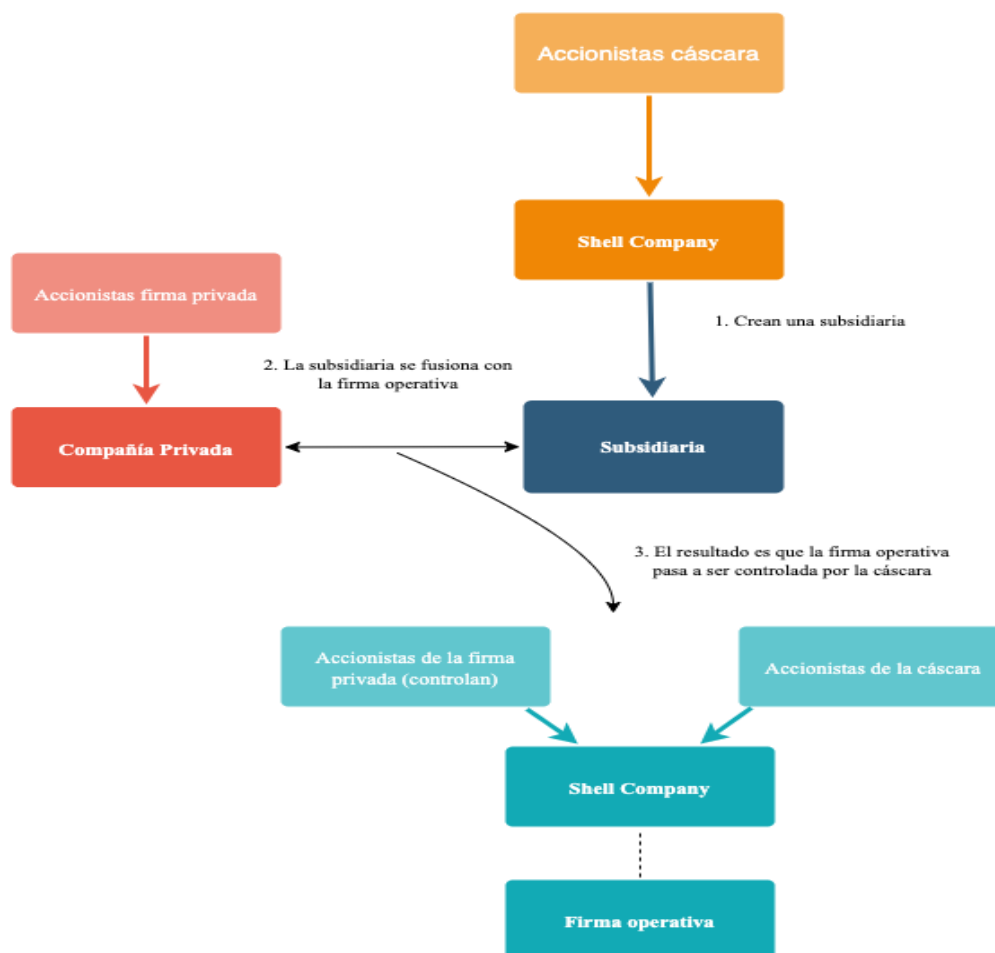 Accionistas cáscara
Shell Company
Accionistas firma privada
1. Crean una subsidiaria
2. La subsidiaria se fusiona con
la firma operativa
Compañía Privada
Subsidiaria
3. El resultado es que la firma operativa
pasa a ser controlada por la cáscara
Accionistas de la firma
privada (controlan)
Accionistas de la cáscara
Shell Company
Firma operativa